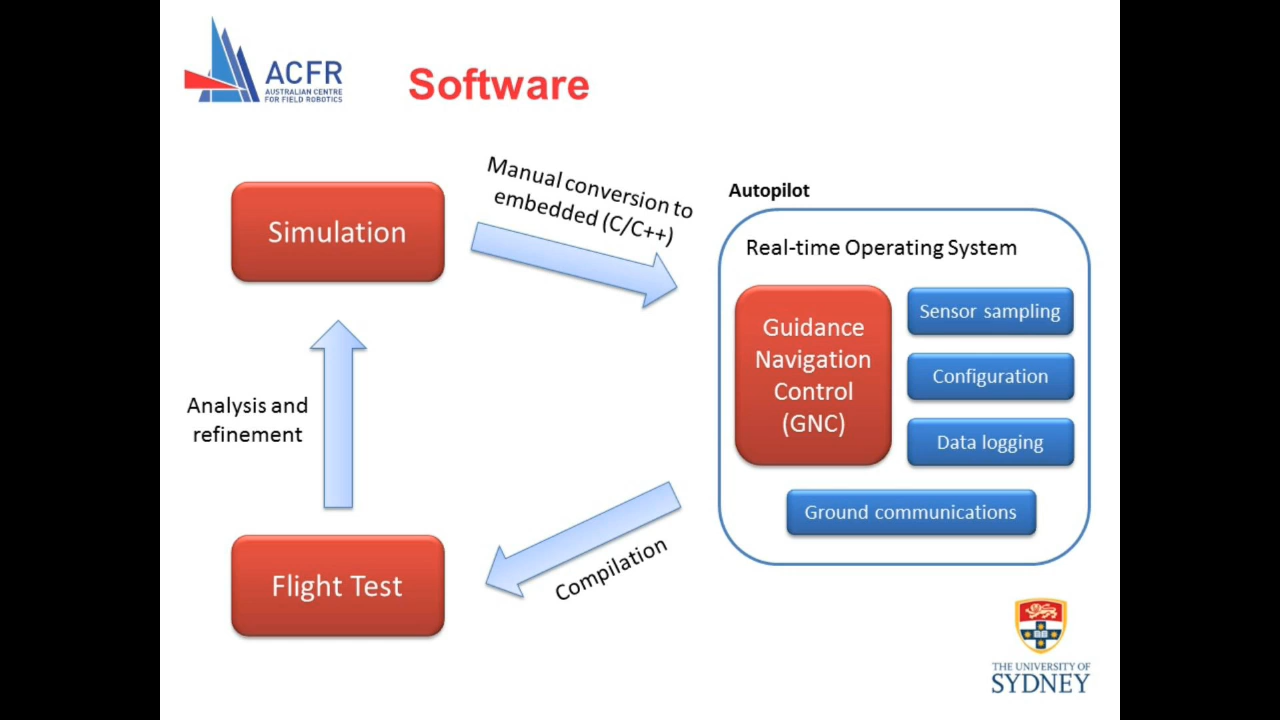 ACFR
AUSTRALIAN CENTRE
FOR FIELD ROBOTICS
Software
Simulation
Manual conversion to
embedded (C/C++)
Autopilot
Real-time Operating System
Guidance
Navigation
Control
(GNC)
Sensor sampling
Configuration
Data logging
Ground communications
Analysis and
refinement
Flight Test
Compilation
THE UNIVERSITY OF
SYDNEY